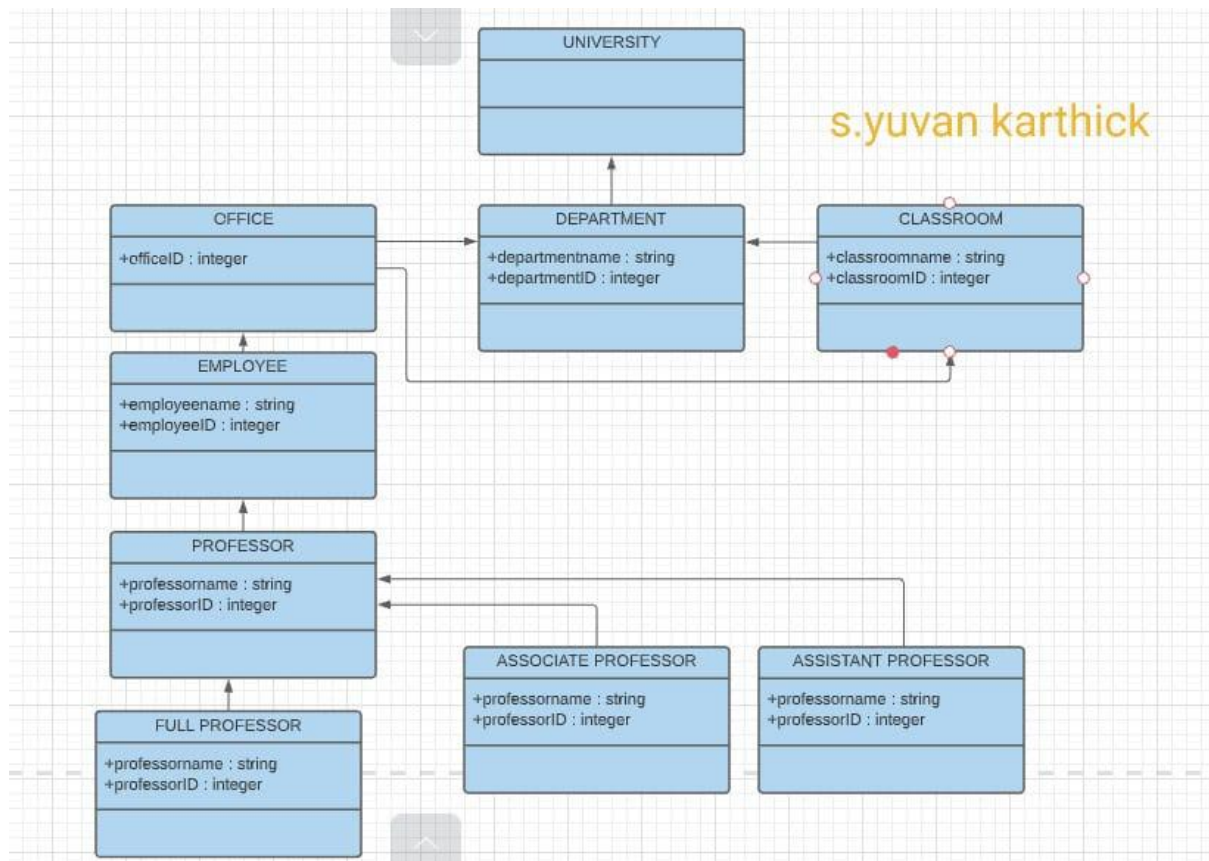 UNIVERSITY
s.yuvan karthick
OFFICE
+officeID : integer
DEPARTMENT
+departmentname : string
+departmentID : integer
CLASSROOM
+classroomname : string
+classroomID : integer
EMPLOYEE
+employeename : string
+employeeID : integer
PROFESSOR
+professorname : string
+professorID : integer
ASSOCIATE PROFESSOR
+professorname : string
+professorID : integer
ASSISTANT PROFESSOR
+professorname : string
+professorID : integer
FULL PROFESSOR
+professorname : string
+professorID : integer